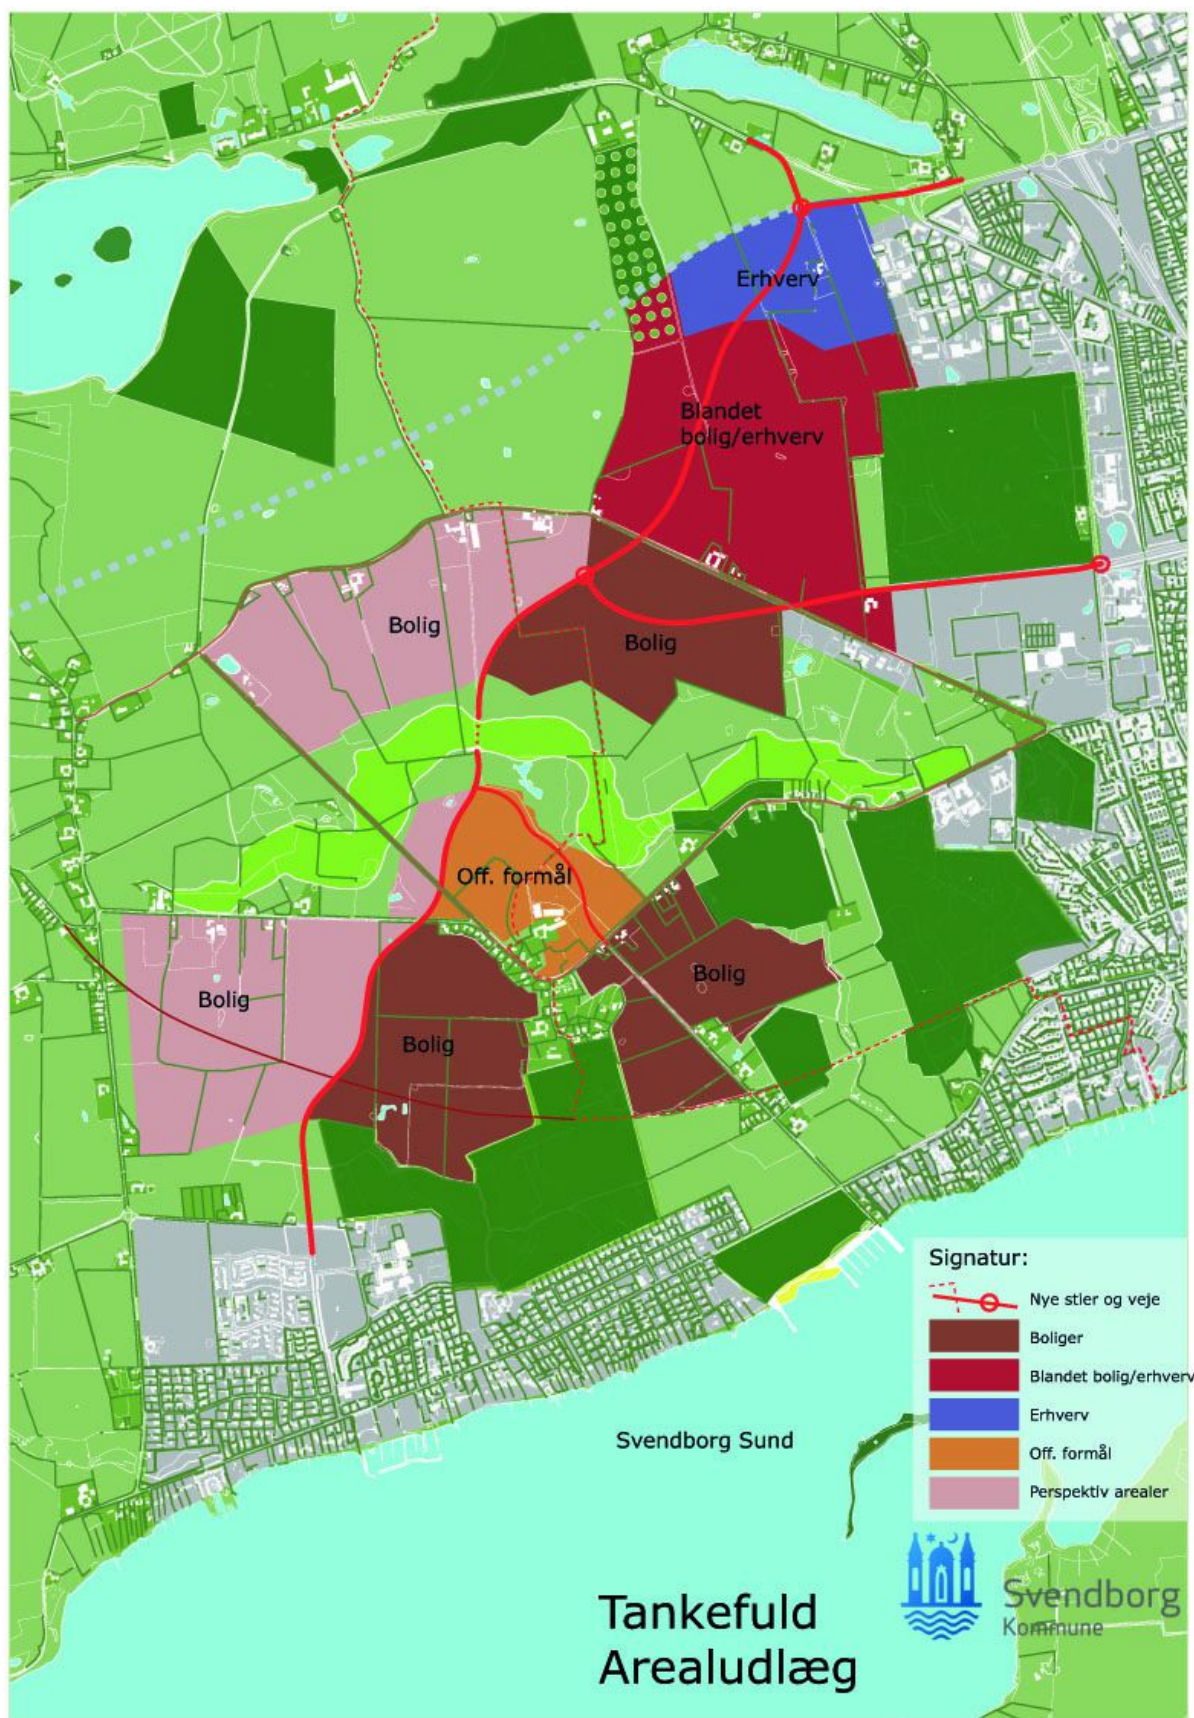 Erhverv
Blandet
bolig/erhverv
Bolig
Bolig
Off. formål
Bolig
Bolig
Bolig
Signatur:
Nye stier og veje
Boliger
Blandet bolig/erhverv
Erhverv
Off. formål
Perspektiv arealer
Svendborg Sund
Svendborg
Kommune
Tankefuld
Arealudlæg